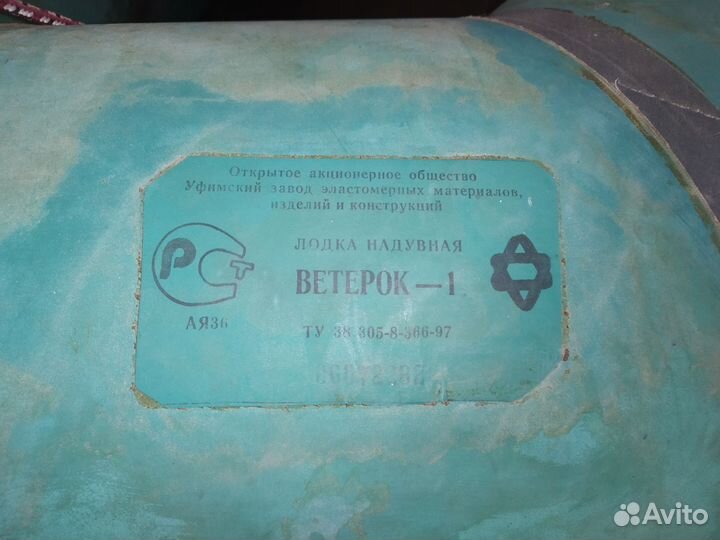 Открытое акционерное общество
Уфимский завод эластомерных материалов,
изделий и конструкций
РСТ
АЯ36
ЛОДКА НАДУВНАЯ
ВЕТЕРОК—1
ТУ 38 305-8-366-97
Avito